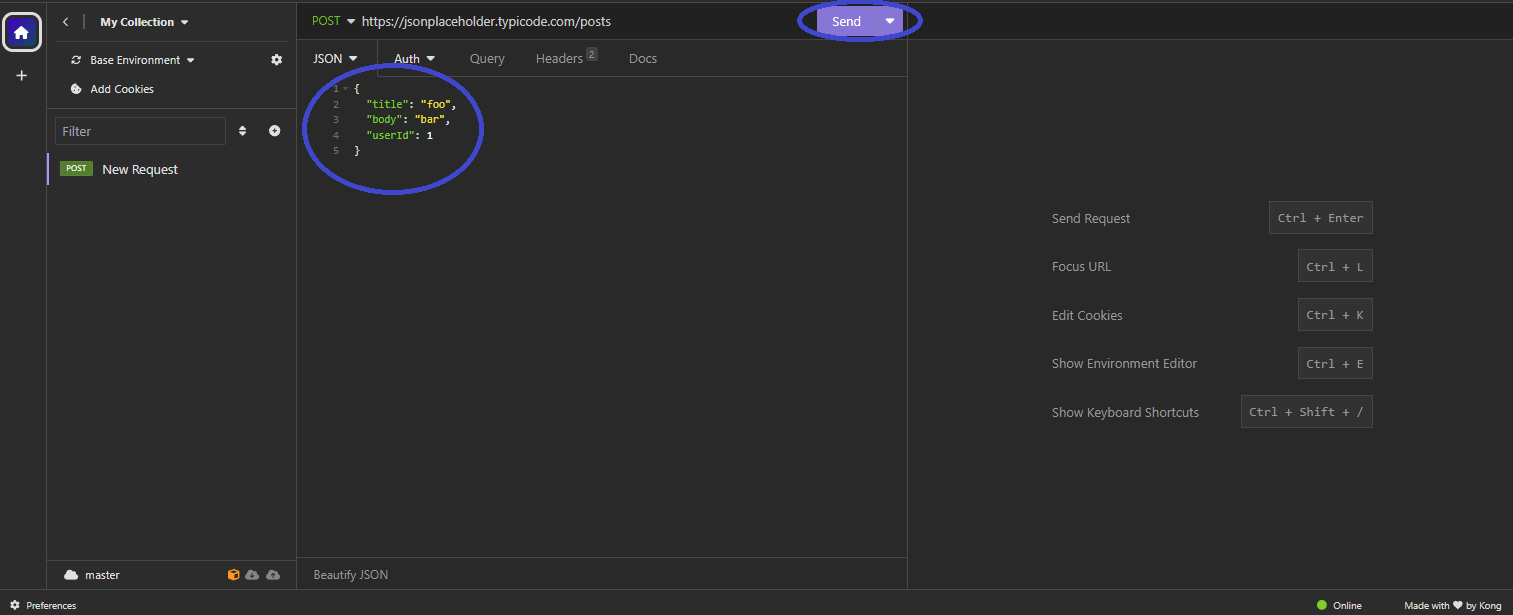 My Collection
Base Environment
Add Cookies
Filter
POST New Request
master
POST https://jsonplaceholder.typicode.com/posts
Send
JSON Auth Query Headers 2 Docs
1 {
2 "title": "foo",
3 "body": "bar",
4 "userId": 1
5 }
Beautify JSON
Send Request Ctrl + Enter
Focus URL Ctrl + L
Edit Cookies Ctrl + K
Show Environment Editor Ctrl + E
Show Keyboard Shortcuts Ctrl + Shift + /
Preferences
Online
Made with ♥ by Kong